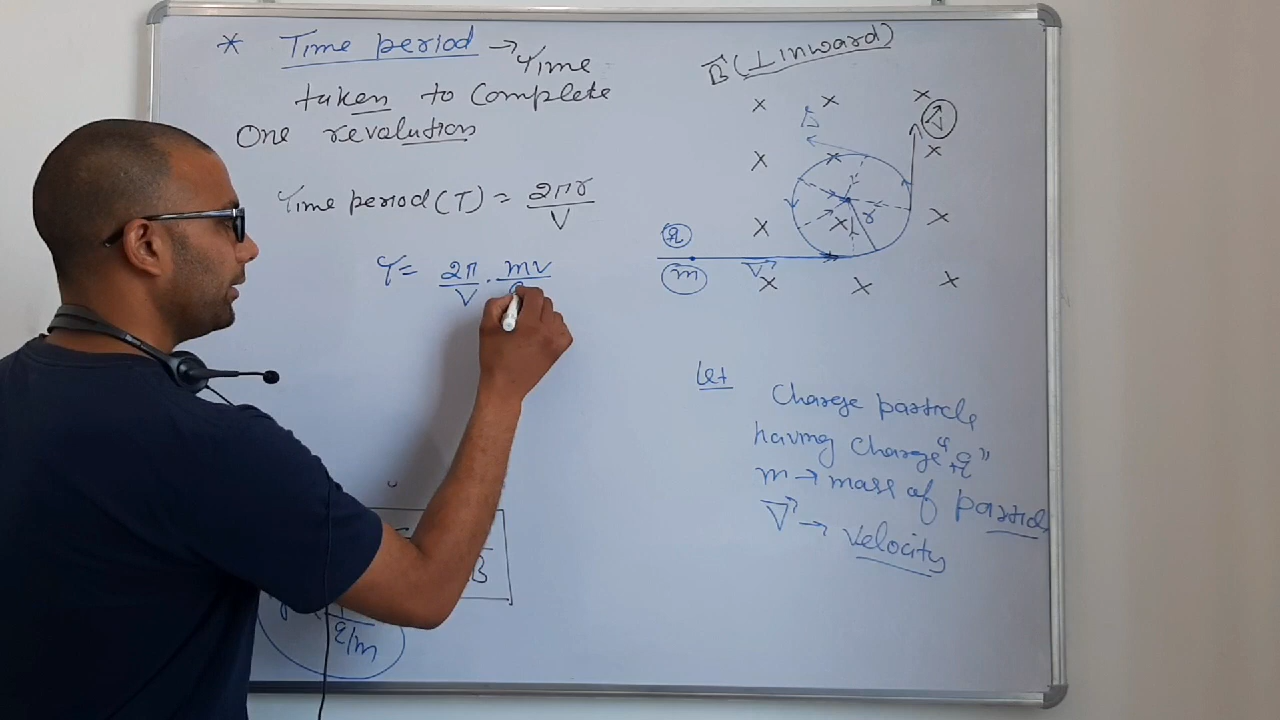 * Time period → Time
taken to complete
One revalution
Time period (T) = 2πr/V
T = 2π/V · mv/
B⃗ (⊥ inward)
q
m
V⃗
r
V⃗
Let Charge particle
having charge "+q"
m → mass of particle
V⃗ → velocity
B
q/m